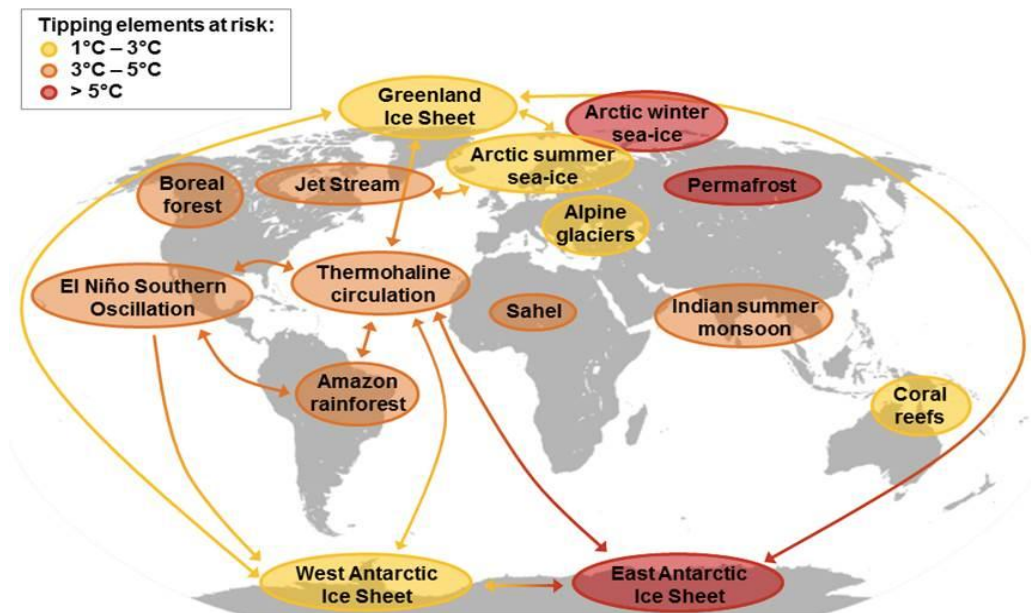 Tipping elements at risk:
1°C – 3°C
3°C – 5°C
> 5°C
Greenland
Ice Sheet
Arctic winter
sea-ice
Arctic summer
sea-ice
Boreal
forest
Jet Stream
Permafrost
Alpine
glaciers
El Niño Southern
Oscillation
Thermohaline
circulation
Sahel
Indian summer
monsoon
Amazon
rainforest
Coral
reefs
West Antarctic
Ice Sheet
East Antarctic
Ice Sheet